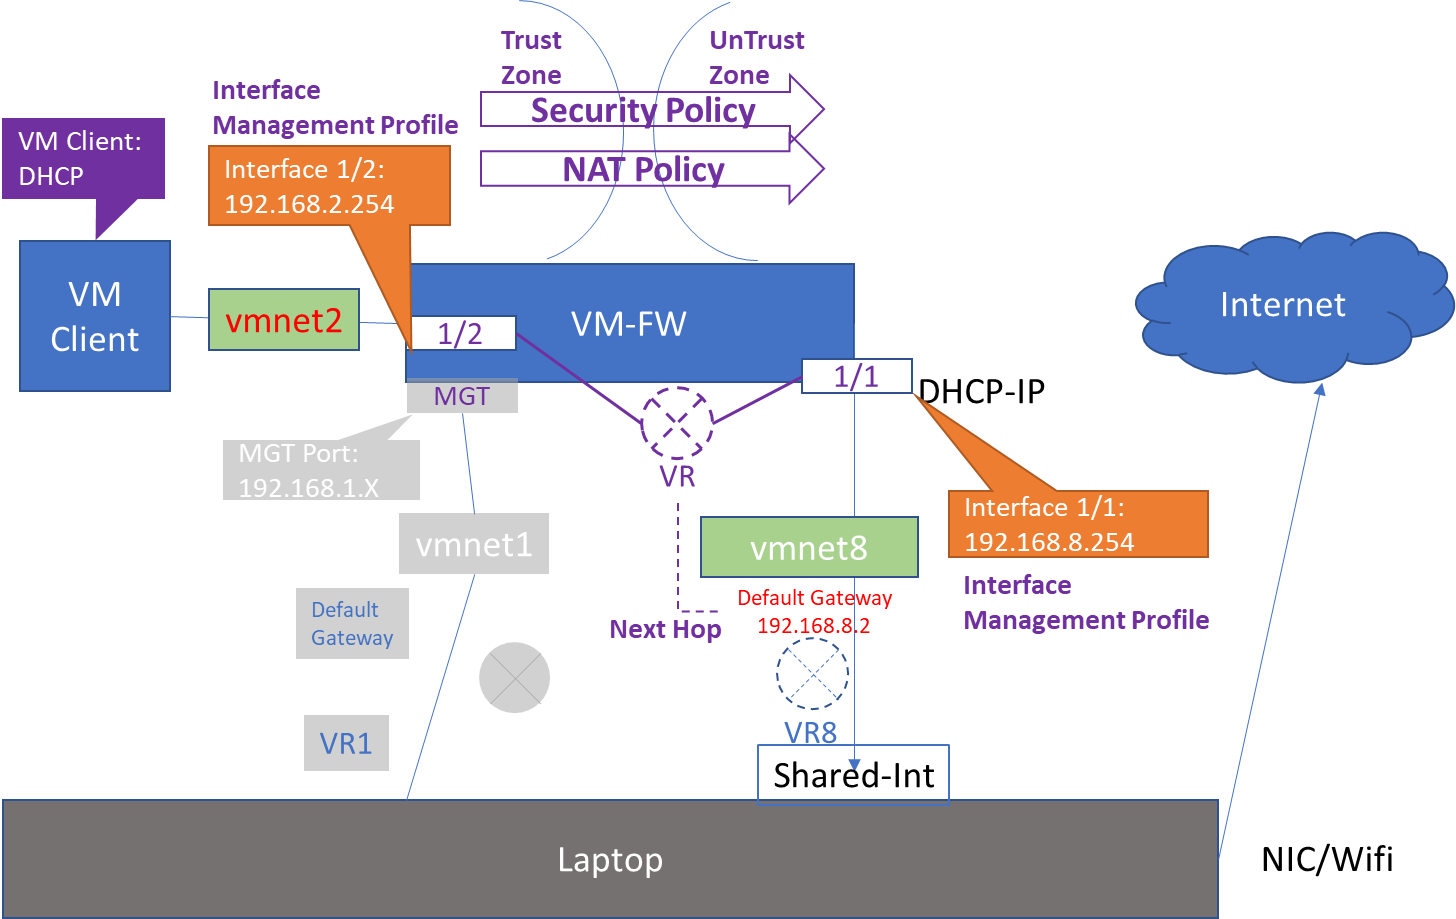 Trust
Zone
UnTrust
Zone
Interface
Management Profile
Security Policy
NAT Policy
VM Client:
DHCP
Interface 1/2:
192.168.2.254
VM
Client
vmnet2
1/2
VM-FW
Internet
MGT
1/1
DHCP-IP
MGT Port:
192.168.1.X
VR
Interface 1/1:
192.168.8.254
vmnet1
vmnet8
Interface
Management Profile
Default
Gateway
Default Gateway
192.168.8.2
Next Hop
VR1
VR8
Shared-Int
Laptop
NIC/Wifi